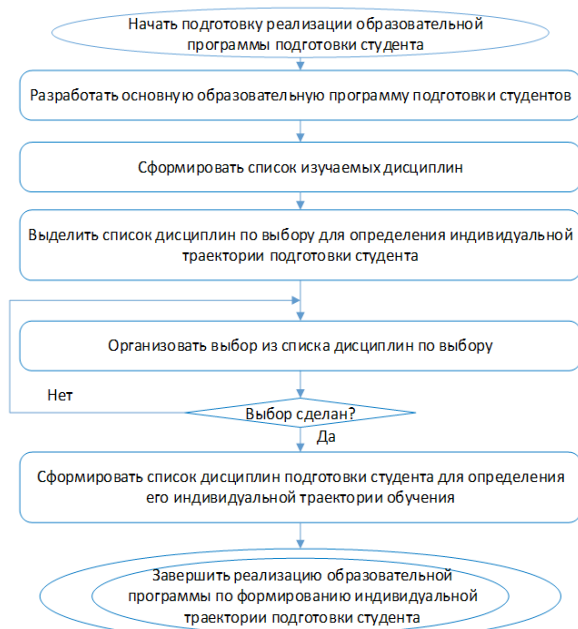 Начать подготовку реализации образовательной
программы подготовки студента
Разработать основную образовательную программу подготовки студентов
Сформировать список изучаемых дисциплин
Выделить список дисциплин по выбору для определения индивидуальной
траектории подготовки студента
Организовать выбор из списка дисциплин по выбору
Нет
Выбор сделан?
Да
Сформировать список дисциплин подготовки студента для определения
его индивидуальной траектории обучения
Завершить реализацию образовательной
программы по формированию индивидуальной
траектории подготовки студента